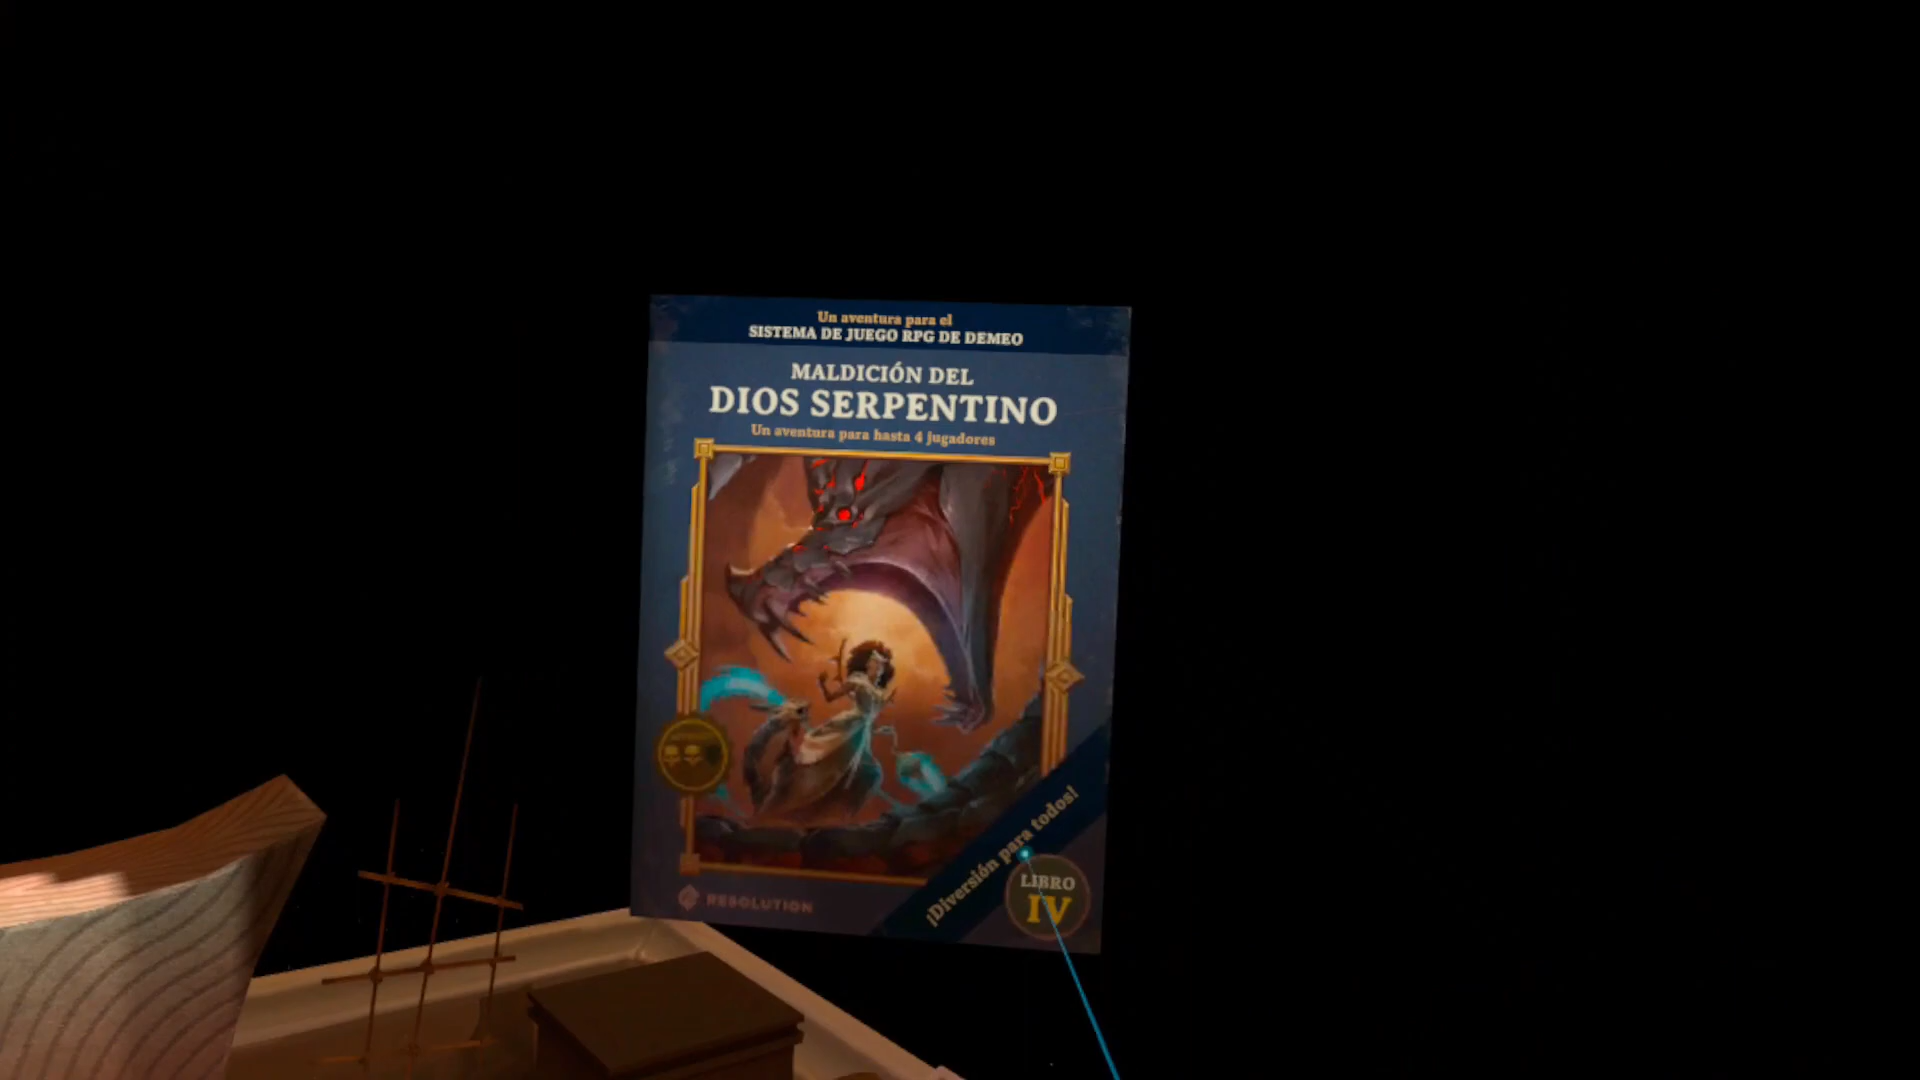 Un aventura para el
SISTEMA DE JUEGO RPG DE DEMEO
MALDICIÓN DEL
DIOS SERPENTINO
Un aventura para hasta 4 jugadores
¡Diversión para todos!
RESOLUTION
LIBRO
IV